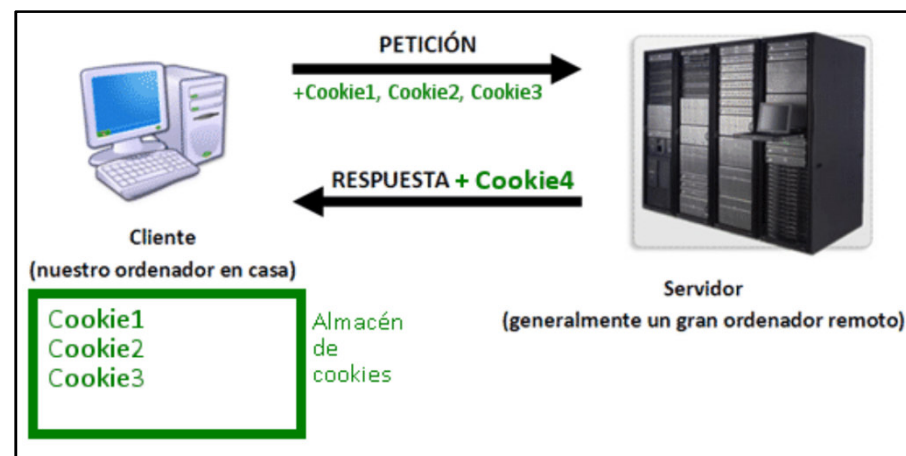 PETICIÓN
+Cookie1, Cookie2, Cookie3
RESPUESTA + Cookie4
Cliente
(nuestro ordenador en casa)
Servidor
(generalmente un gran ordenador remoto)
Cookie1
Cookie2
Cookie3
Almacén
de
cookies